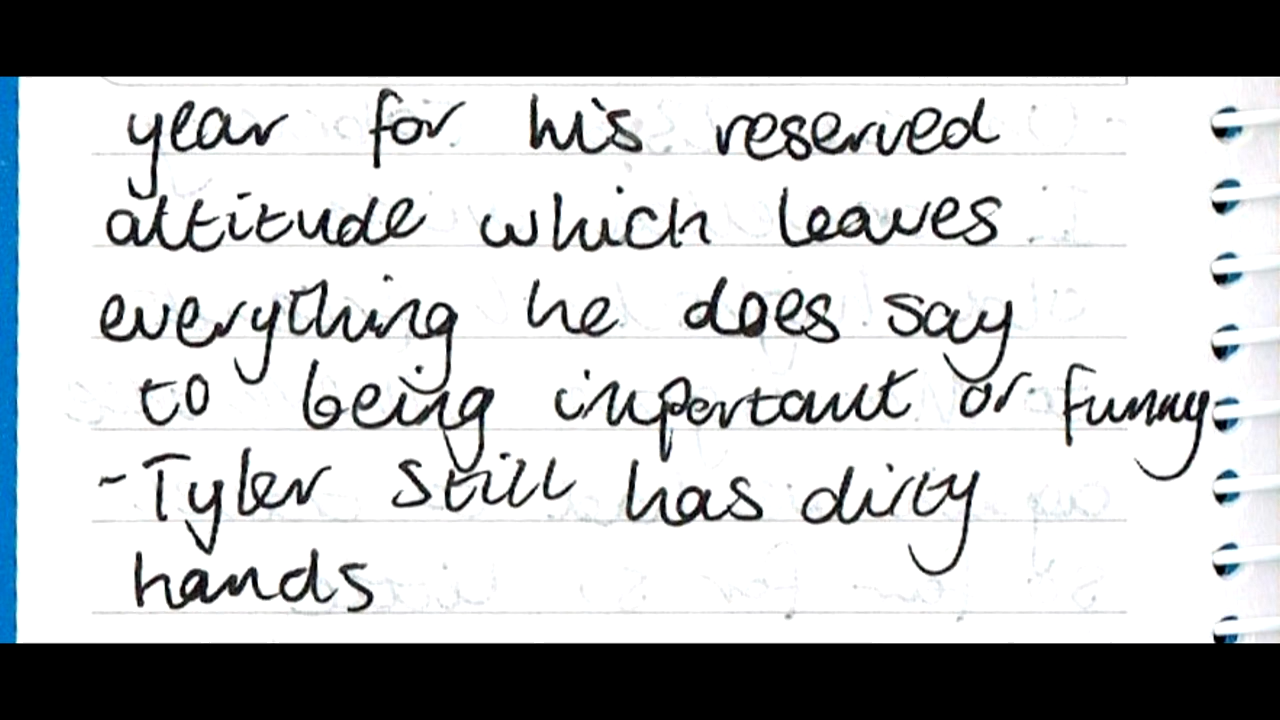 year for his reserved
attitude which leaves
everything he does say
to being important or funny
- Tyler still has dirty
hands